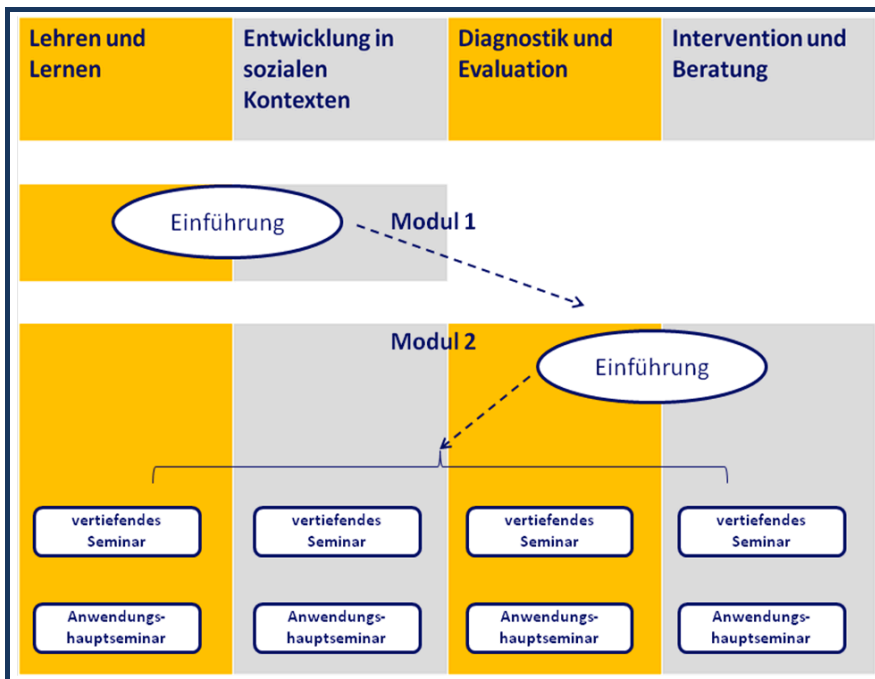 Lehren und
Lernen
Entwicklung in
sozialen
Kontexten
Diagnostik und
Evaluation
Intervention und
Beratung
Einführung
Modul 1
Modul 2
Einführung
vertiefendes
Seminar
vertiefendes
Seminar
vertiefendes
Seminar
vertiefendes
Seminar
Anwendungs-
hauptseminar
Anwendungs-
hauptseminar
Anwendungs-
hauptseminar
Anwendungs-
hauptseminar